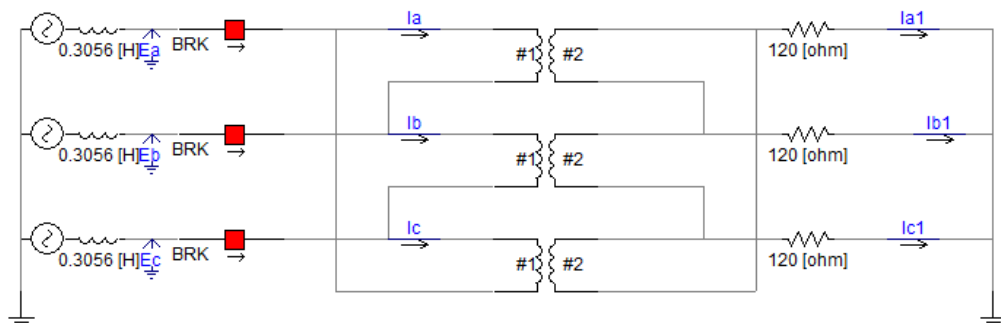 Ia
Ia1
0.3056 [H]Ea
BRK
#1
#2
120 [ohm]
Ib
Ib1
0.3056 [H]Eb
BRK
#1
#2
120 [ohm]
Ic
Ic1
0.3056 [H]Ec
BRK
#1
#2
120 [ohm]